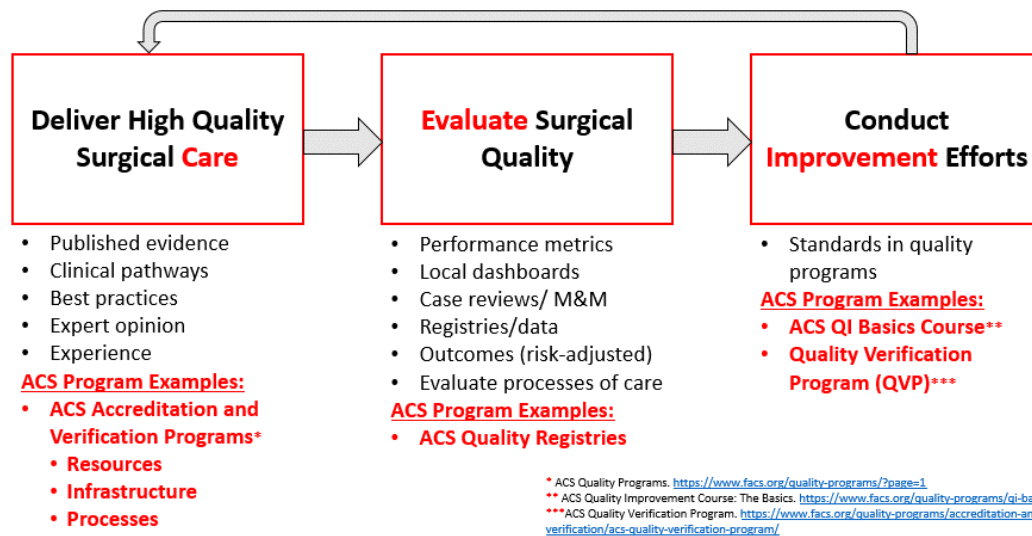 Deliver High Quality
Surgical Care
• Published evidence
• Clinical pathways
• Best practices
• Expert opinion
• Experience
ACS Program Examples:
• ACS Accreditation and
Verification Programs*
• Resources
• Infrastructure
• Processes
Evaluate Surgical
Quality
• Performance metrics
• Local dashboards
• Case reviews/ M&M
• Registries/data
• Outcomes (risk-adjusted)
• Evaluate processes of care
ACS Program Examples:
• ACS Quality Registries
Conduct
Improvement Efforts
• Standards in quality
programs
ACS Program Examples:
• ACS QI Basics Course**
• Quality Verification
Program (QVP)***
* ACS Quality Programs. https://www.facs.org/quality-programs/?page=1
** ACS Quality Improvement Course: The Basics. https://www.facs.org/quality-programs/qi-ba
***ACS Quality Verification Program. https://www.facs.org/quality-programs/accreditation-an
verification/acs-quality-verification-program/